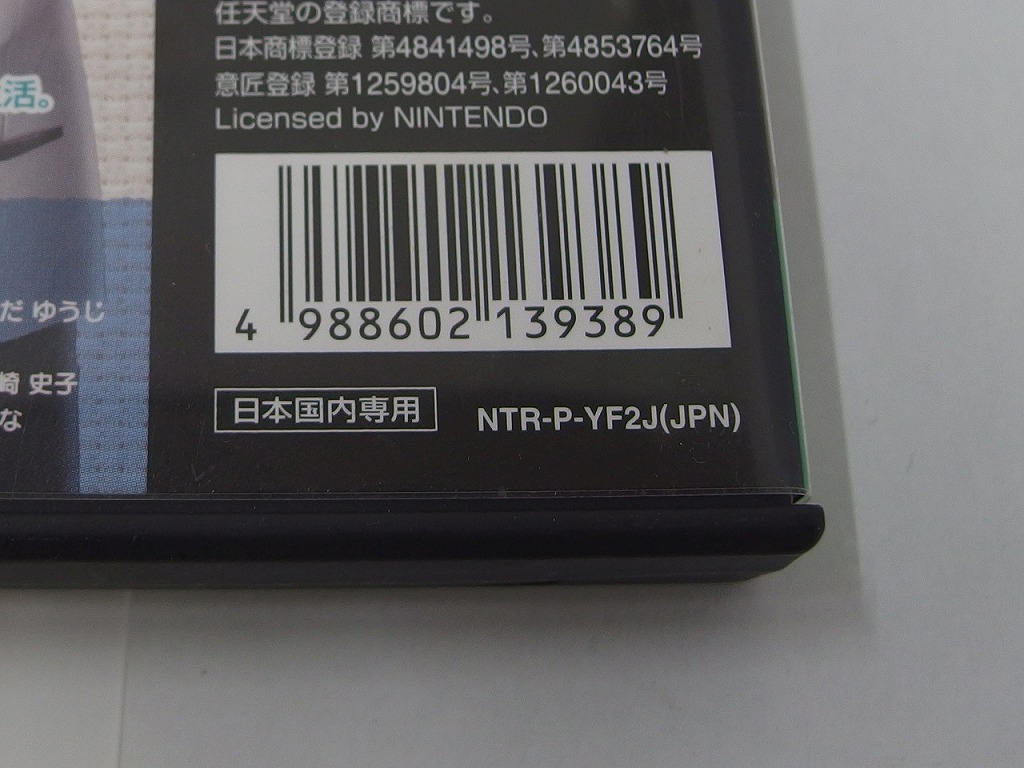 任天堂の登録商標です。
日本商標登録 第4841498号、第4853764号
意匠登録 第1259804号、第1260043号
Licensed by NINTENDO
活。
4 988602 139389
だ ゆうじ
崎 史子
な
日本国内専用
NTR-P-YF2J(JPN)